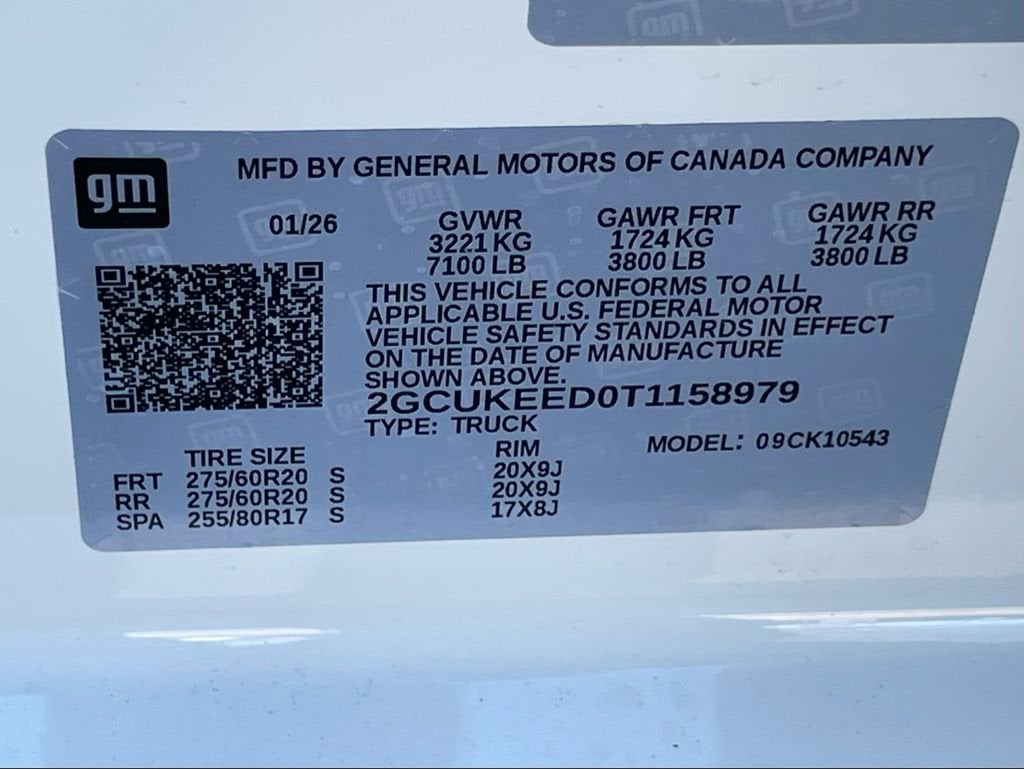 gm
gm
MFD BY GENERAL MOTORS OF CANADA COMPANY
01/26 GVWR GAWR FRT GAWR RR
3221 KG 1724 KG 1724 KG
7100 LB 3800 LB 3800 LB
THIS VEHICLE CONFORMS TO ALL
APPLICABLE U.S. FEDERAL MOTOR
VEHICLE SAFETY STANDARDS IN EFFECT
ON THE DATE OF MANUFACTURE
SHOWN ABOVE.
2GCUKEED0T1158979
TYPE: TRUCK
MODEL: 09CK10543
TIRE SIZE RIM
FRT 275/60R20 S 20X9J
RR 275/60R20 S 20X9J
SPA 255/80R17 S 17X8J